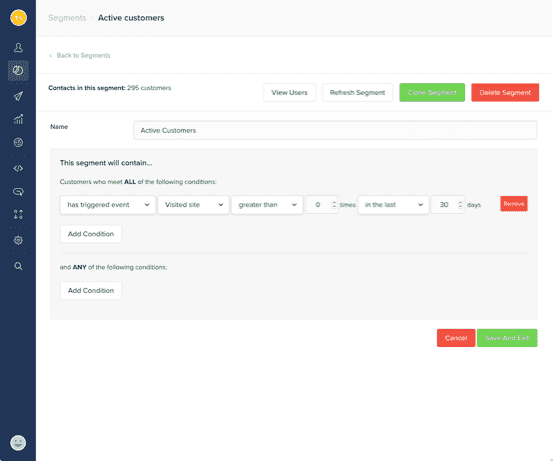 Segments › Active customers
‹ Back to Segments
Contacts in this segment: 295 customers
View Users
Refresh Segment
Clone Segment
Delete Segment
Name
Active Customers
This segment will contain...
Customers who meet ALL of the following conditions:
has triggered event Visited site greater than 0 times in the last 30 days Remove
Add Condition
and ANY of the following conditions:
Add Condition
Cancel
Save And Exit